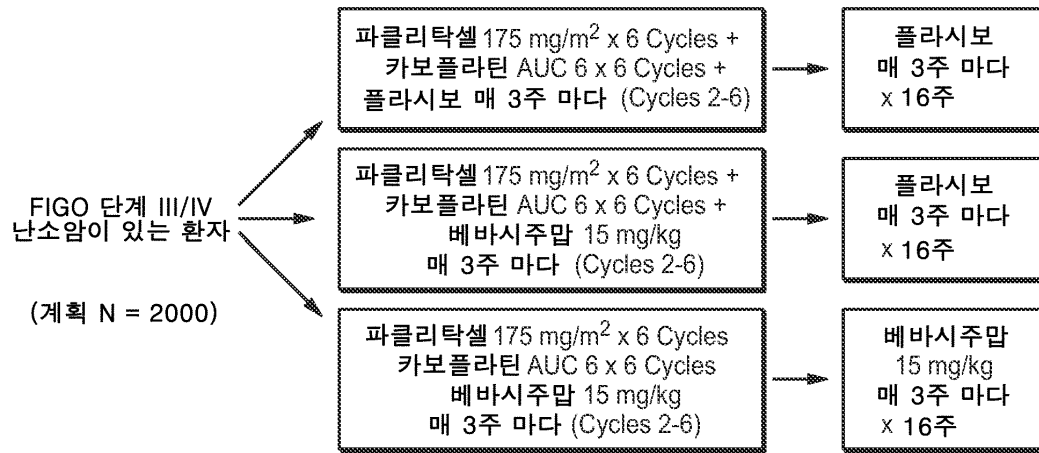 파클리탁셀 175 mg/m² x 6 Cycles +
카보플라틴 AUC 6 x 6 Cycles +
플라시보 매 3주 마다 (Cycles 2-6)
플라시보
매 3주 마다
x 16주
FIGO 단계 III/IV
난소암이 있는 환자
(계획 N = 2000)
파클리탁셀 175 mg/m² x 6 Cycles +
카보플라틴 AUC 6 x 6 Cycles +
베바시주맙 15 mg/kg
매 3주 마다 (Cycles 2-6)
플라시보
매 3주 마다
x 16주
파클리탁셀 175 mg/m² x 6 Cycles
카보플라틴 AUC 6 x 6 Cycles
베바시주맙 15 mg/kg
매 3주 마다 (Cycles 2-6)
베바시주맙
15 mg/kg
매 3주 마다
x 16주